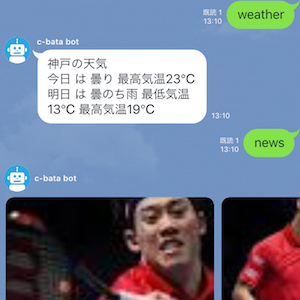 既読 1
13:10
weather
c-bata bot
神戸の天気
今日 は 曇り 最高気温23℃
明日 は 曇のち雨 最低気温
13℃ 最高気温19℃
13:10
既読 1
13:10
news
c-bata bot